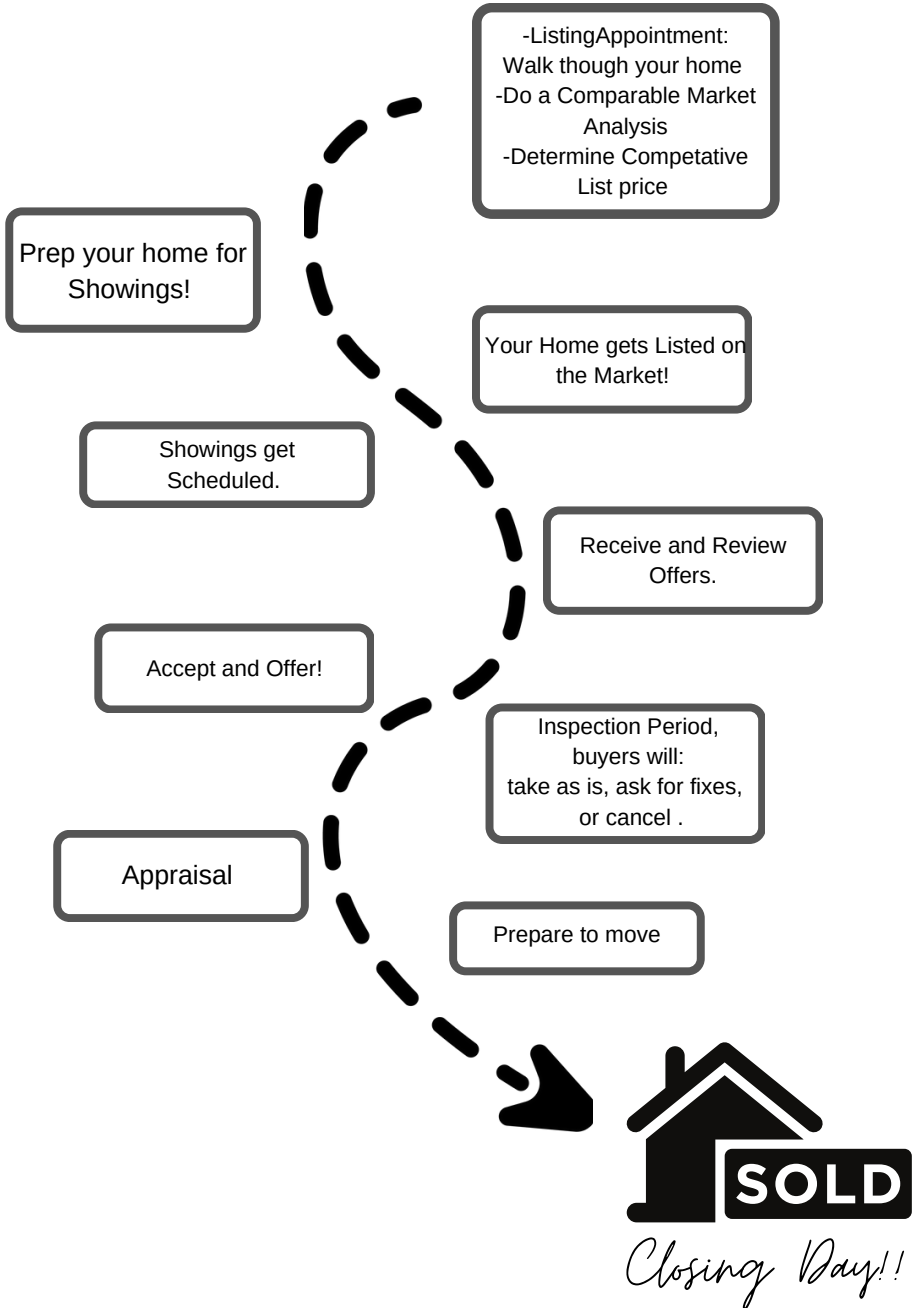 -ListingAppointment:
Walk though your home
-Do a Comparable Market
Analysis
-Determine Competative
List price
Prep your home for
Showings!
Your Home gets Listed on
the Market!
Showings get
Scheduled.
Receive and Review
Offers.
Accept and Offer!
Inspection Period,
buyers will:
take as is, ask for fixes,
or cancel .
Appraisal
Prepare to move
SOLD
Closing Day!!